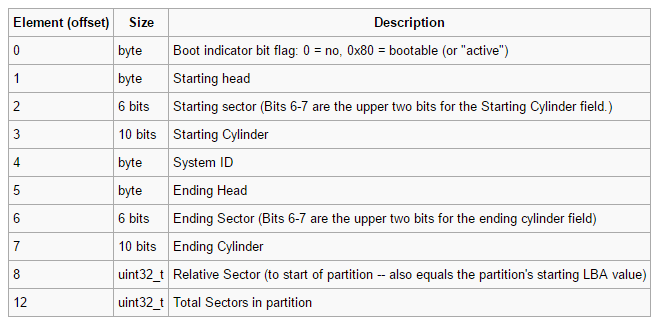 Element (offset) Size Description
0 byte Boot indicator bit flag: 0 = no, 0x80 = bootable (or "active")
1 byte Starting head
2 6 bits Starting sector (Bits 6-7 are the upper two bits for the Starting Cylinder field.)
3 10 bits Starting Cylinder
4 byte System ID
5 byte Ending Head
6 6 bits Ending Sector (Bits 6-7 are the upper two bits for the ending cylinder field)
7 10 bits Ending Cylinder
8 uint32_t Relative Sector (to start of partition -- also equals the partition's starting LBA value)
12 uint32_t Total Sectors in partition